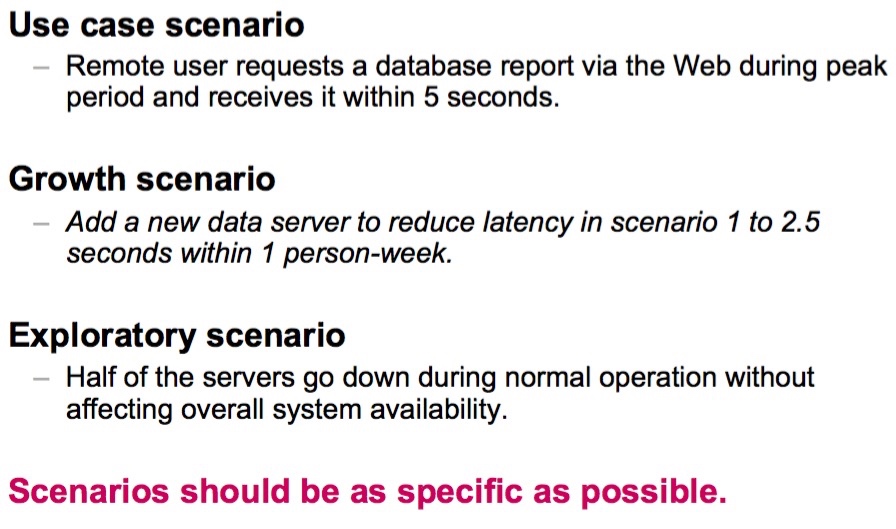 Use case scenario
– Remote user requests a database report via the Web during peak
period and receives it within 5 seconds.
Growth scenario
– Add a new data server to reduce latency in scenario 1 to 2.5
seconds within 1 person-week.
Exploratory scenario
– Half of the servers go down during normal operation without
affecting overall system availability.
Scenarios should be as specific as possible.